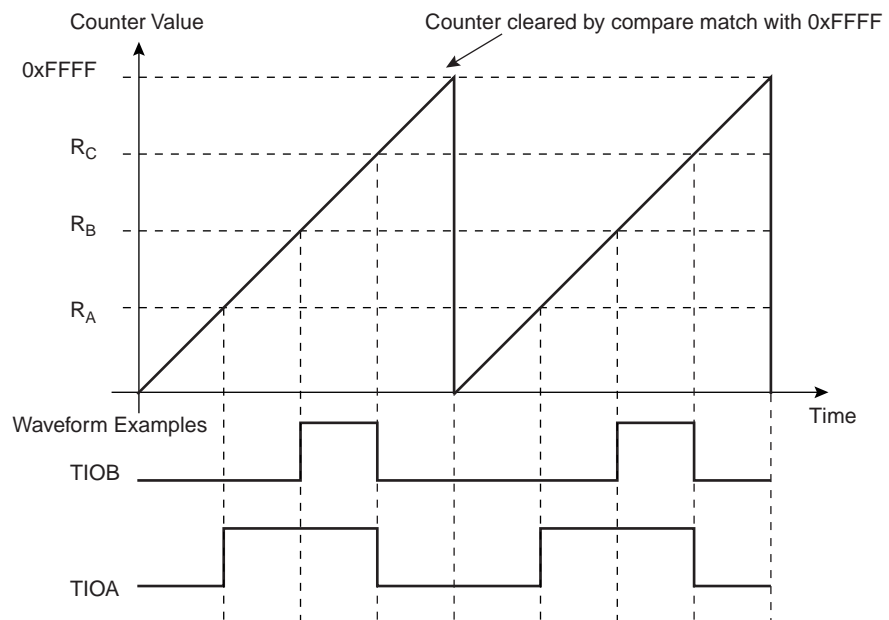 Counter Value
Counter cleared by compare match with 0xFFFF
0xFFFF
RC
RB
RA
Time
Waveform Examples
TIOB
TIOA